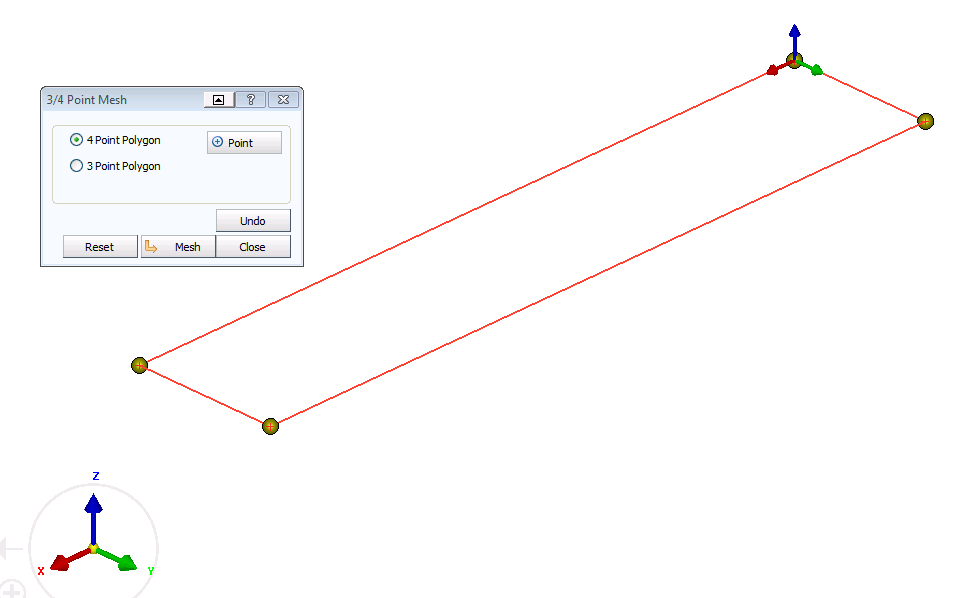 3/4 Point Mesh
?
4 Point Polygon
Point
3 Point Polygon
Undo
Reset
Mesh
Close
Z
X
Y